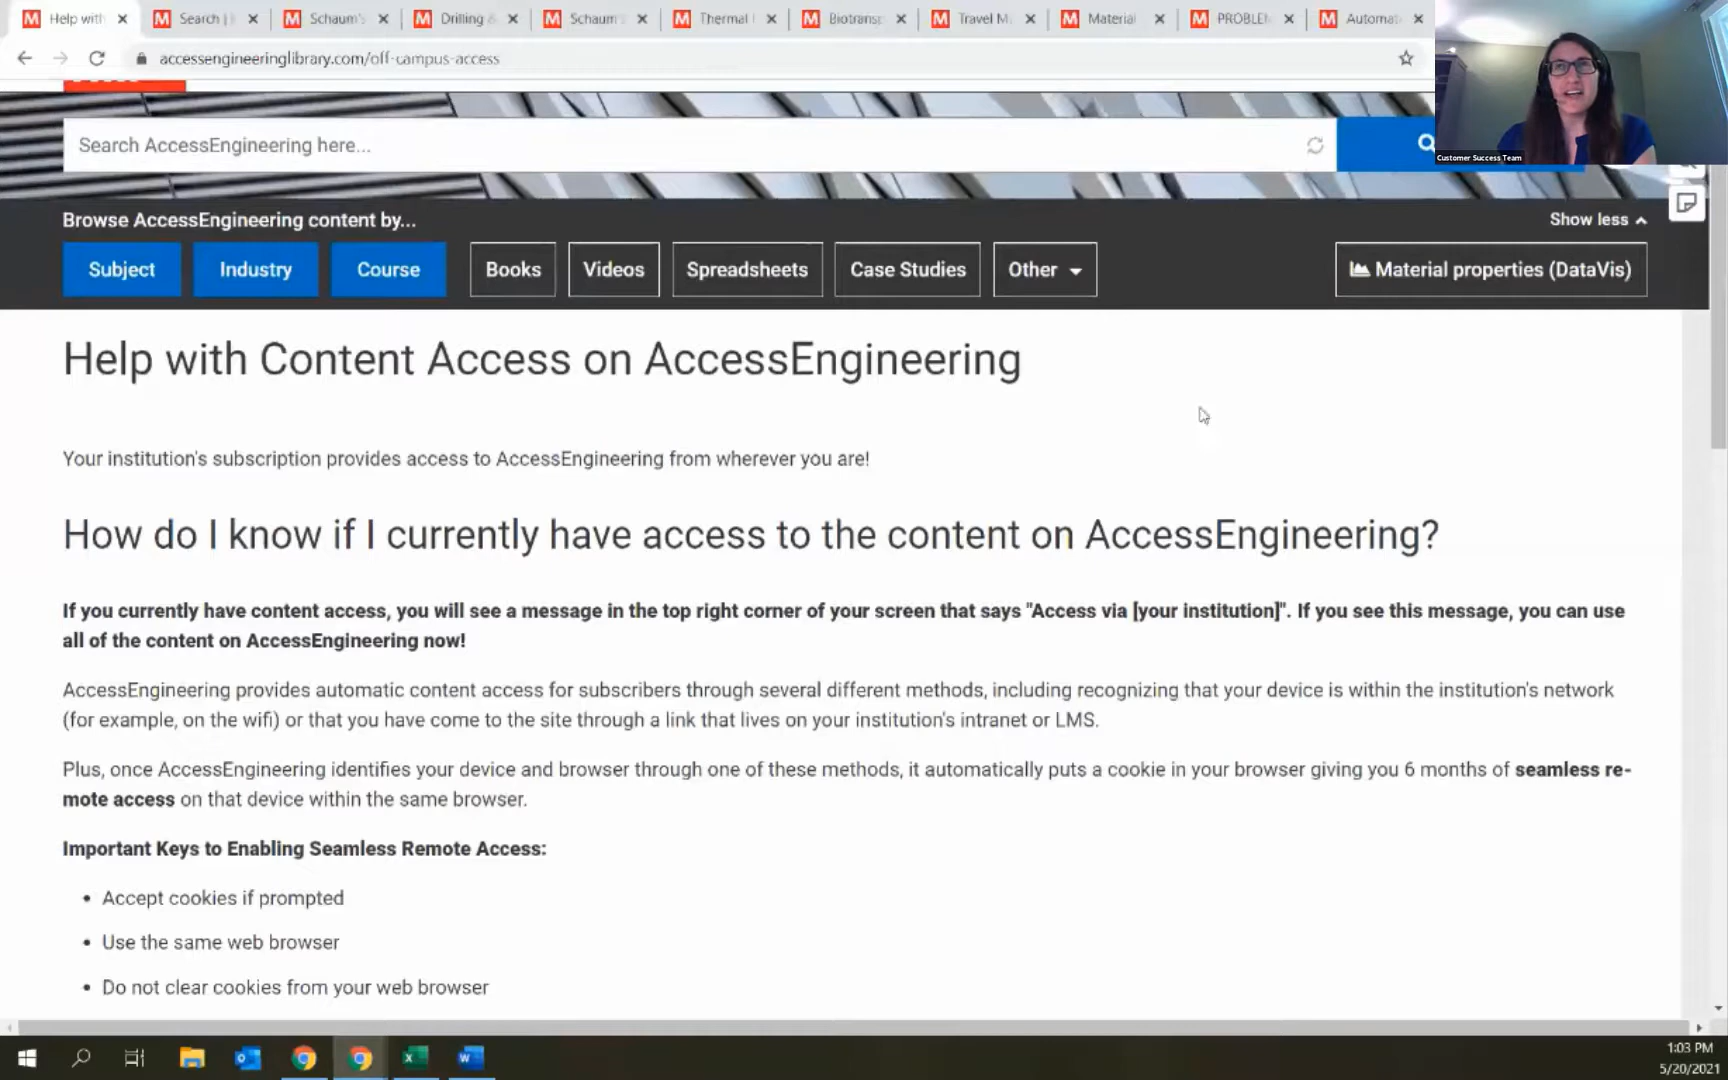 Help with
Search |
Schaum's
Drilling &
Schaum's
Thermal
Biotransp
Travel M
Material
PROBLEM
Automat
accessengineeringlibrary.com/off-campus-access
Customer Success Team
Search AccessEngineering here...
Browse AccessEngineering content by...
Show less
Subject
Industry
Course
Books
Videos
Spreadsheets
Case Studies
Other
Material properties (DataVis)
Help with Content Access on AccessEngineering
Your institution's subscription provides access to AccessEngineering from wherever you are!
How do I know if I currently have access to the content on AccessEngineering?
If you currently have content access, you will see a message in the top right corner of your screen that says "Access via [your institution]". If you see this message, you can use
all of the content on AccessEngineering now!
AccessEngineering provides automatic content access for subscribers through several different methods, including recognizing that your device is within the institution's network
(for example, on the wifi) or that you have come to the site through a link that lives on your institution's intranet or LMS.
Plus, once AccessEngineering identifies your device and browser through one of these methods, it automatically puts a cookie in your browser giving you 6 months of seamless re-
mote access on that device within the same browser.
Important Keys to Enabling Seamless Remote Access:
• Accept cookies if prompted
• Use the same web browser
• Do not clear cookies from your web browser
1:03 PM
5/20/2021